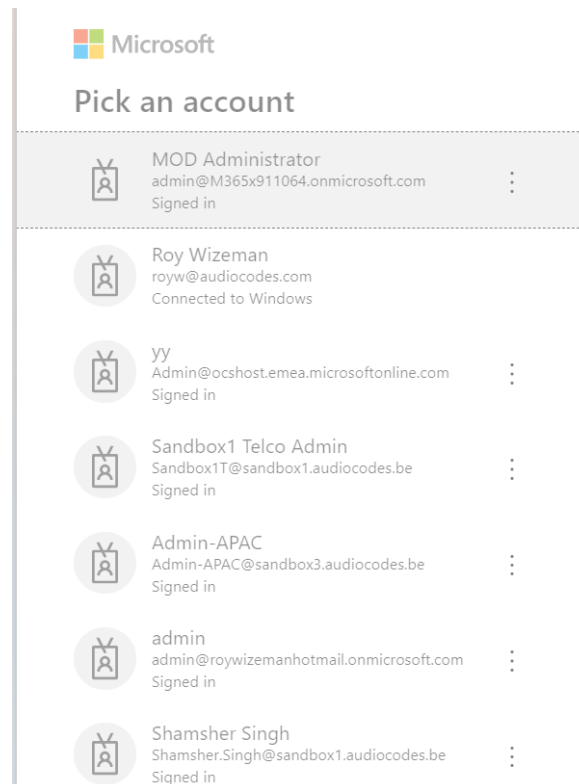 Microsoft
Pick an account
MOD Administrator
admin@M365x911064.onmicrosoft.com
Signed in
Roy Wizeman
royw@audiocodes.com
Connected to Windows
yy
Admin@ocshost.emea.microsoftonline.com
Signed in
Sandbox1 Telco Admin
Sandbox1T@sandbox1.audiocodes.be
Signed in
Admin-APAC
Admin-APAC@sandbox3.audiocodes.be
Signed in
admin
admin@roywizemanhotmail.onmicrosoft.com
Signed in
Shamsher Singh
Shamsher.Singh@sandbox1.audiocodes.be
Signed in